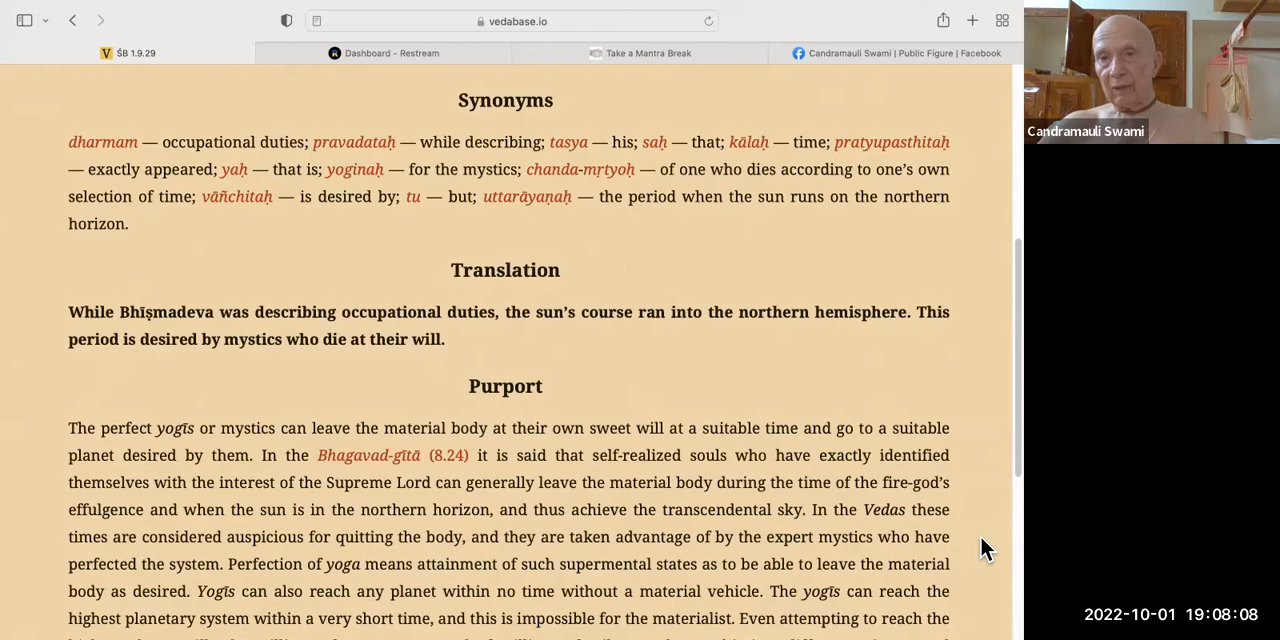 vedabase.io
ŚB 1.9.29
Dashboard - Restream
Take a Mantra Break
Candramauli Swami | Public Figure | Facebook
Synonyms
dharmam — occupational duties; pravadataḥ — while describing; tasya — his; saḥ — that; kālaḥ — time; pratyupasthitaḥ
— exactly appeared; yaḥ — that is; yoginaḥ — for the mystics; chanda-mṛtyoḥ — of one who dies according to one’s own
selection of time; vāñchitaḥ — is desired by; tu — but; uttarāyaṇaḥ — the period when the sun runs on the northern
horizon.
Translation
While Bhīṣmadeva was describing occupational duties, the sun’s course ran into the northern hemisphere. This
period is desired by mystics who die at their will.
Purport
The perfect yogīs or mystics can leave the material body at their own sweet will at a suitable time and go to a suitable
planet desired by them. In the Bhagavad-gītā (8.24) it is said that self-realized souls who have exactly identified
themselves with the interest of the Supreme Lord can generally leave the material body during the time of the fire-god’s
effulgence and when the sun is in the northern horizon, and thus achieve the transcendental sky. In the Vedas these
times are considered auspicious for quitting the body, and they are taken advantage of by the expert mystics who have
perfected the system. Perfection of yoga means attainment of such supermental states as to be able to leave the material
body as desired. Yogīs can also reach any planet within no time without a material vehicle. The yogīs can reach the
highest planetary system within a very short time, and this is impossible for the materialist. Even attempting to reach the
Candramauli Swami
2022-10-01 19:08:08